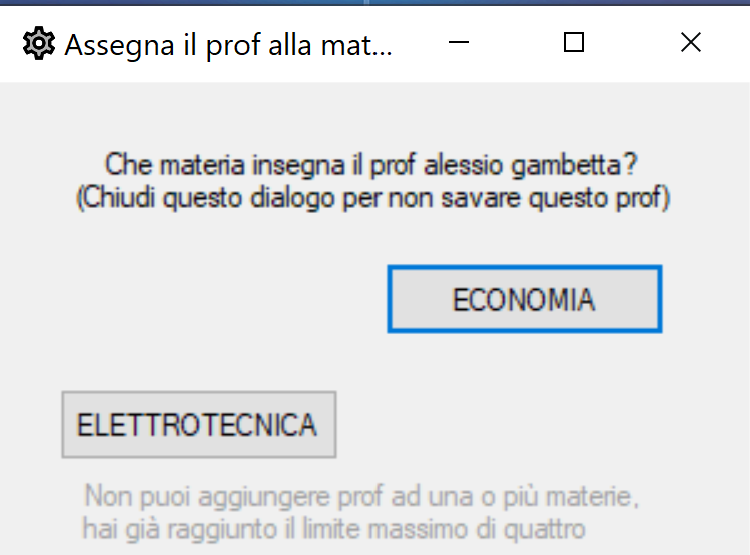 Assegna il prof alla mat...
Che materia insegna il prof alessio gambetta?
(Chiudi questo dialogo per non savare questo prof)
ECONOMIA
ELETTROTECNICA
Non puoi aggiungere prof ad una o più materie,
hai già raggiunto il limite massimo di quattro